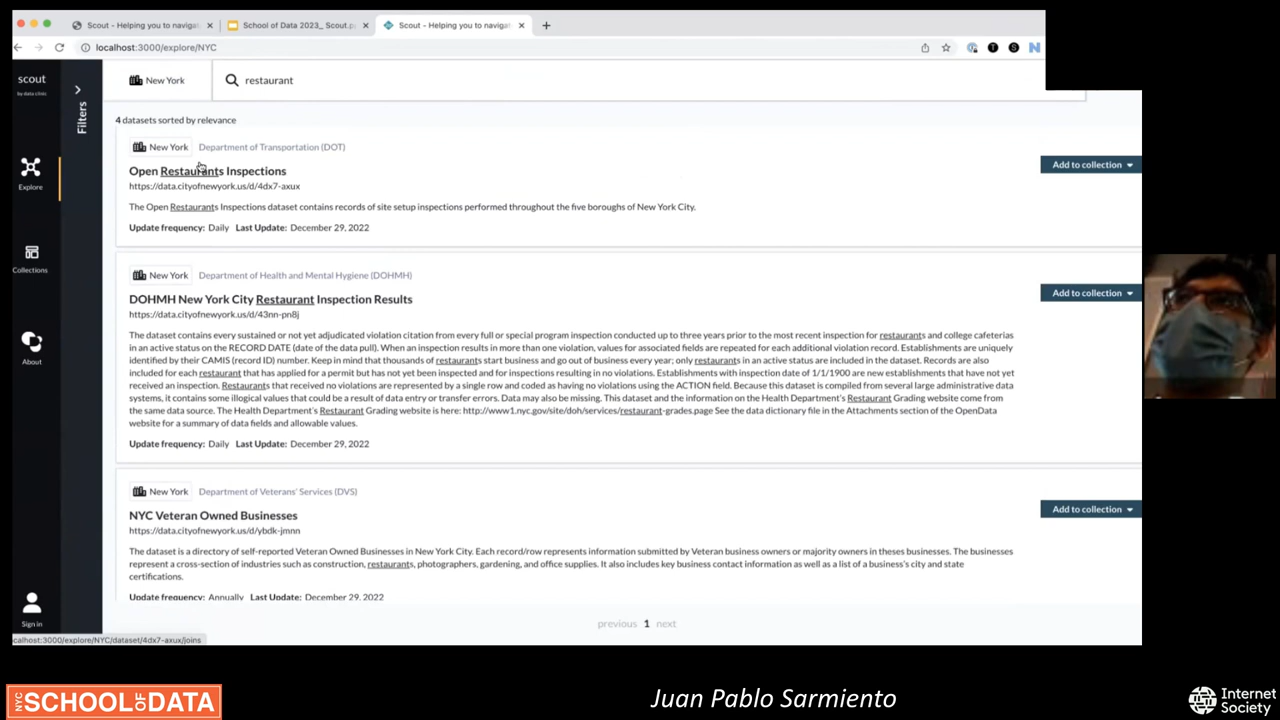 Scout - Helping you to navigat
School of Data 2023_ Scout.p
Scout - Helping you to navigat
localhost:3000/explore/NYC
scout
by data clinic
Filters
New York
restaurant
4 datasets sorted by relevance
New York Department of Transportation (DOT)
Open Restaurants Inspections
Add to collection
https://data.cityofnewyork.us/d/4dx7-axux
The Open Restaurants Inspections dataset contains records of site setup inspections performed throughout the five boroughs of New York City.
Update frequency: Daily Last Update: December 29, 2022
Explore
New York Department of Health and Mental Hygiene (DOHMH)
DOHMH New York City Restaurant Inspection Results
Add to collection
https://data.cityofnewyork.us/d/43nn-pn8j
The dataset contains every sustained or not yet adjudicated violation citation from every full or special program inspection conducted up to three years prior to the most recent inspection for restaurants and college cafeterias
in an active status on the RECORD DATE (date of the data pull). When an inspection results in more than one violation, values for associated fields are repeated for each additional violation record. Establishments are uniquely
identified by their CAMIS (record ID) number. Keep in mind that thousands of restaurants start business and go out of business every year; only restaurants in an active status are included in the dataset. Records are also
included for each restaurant that has applied for a permit but has not yet been inspected and for inspections resulting in no violations. Establishments with inspection date of 1/1/1900 are new establishments that have not yet
received an inspection. Restaurants that received no violations are represented by a single row and coded as having no violations using the ACTION field. Because this dataset is compiled from several large administrative data
systems, it contains some illogical values that could be a result of data entry or transfer errors. Data may also be missing. This dataset and the information on the Health Department's Restaurant Grading website come from
the same data source. The Health Department's Restaurant Grading website is here: http://www1.nyc.gov/site/doh/services/restaurant-grades.page See the data dictionary file in the Attachments section of the OpenData
website for a summary of data fields and allowable values.
Update frequency: Daily Last Update: December 29, 2022
Collections
About
New York Department of Veterans' Services (DVS)
NYC Veteran Owned Businesses
Add to collection
https://data.cityofnewyork.us/d/ybdk-jmnn
The dataset is a directory of self-reported Veteran Owned Businesses in New York City. Each record/row represents information submitted by Veteran business owners or majority owners in theses businesses. The businesses
represent a cross-section of industries such as construction, restaurants, photographers, gardening, and office supplies. It also includes key business contact information as well as a list of a business's city and state
certifications.
Update frequency: Annually Last Update: December 29, 2022
previous 1 next
Sign in
calhost:3000/explore/NYC/dataset/4dx7-axux/joins
NYC SCHOOL OF DATA
Juan Pablo Sarmiento
Internet
Society